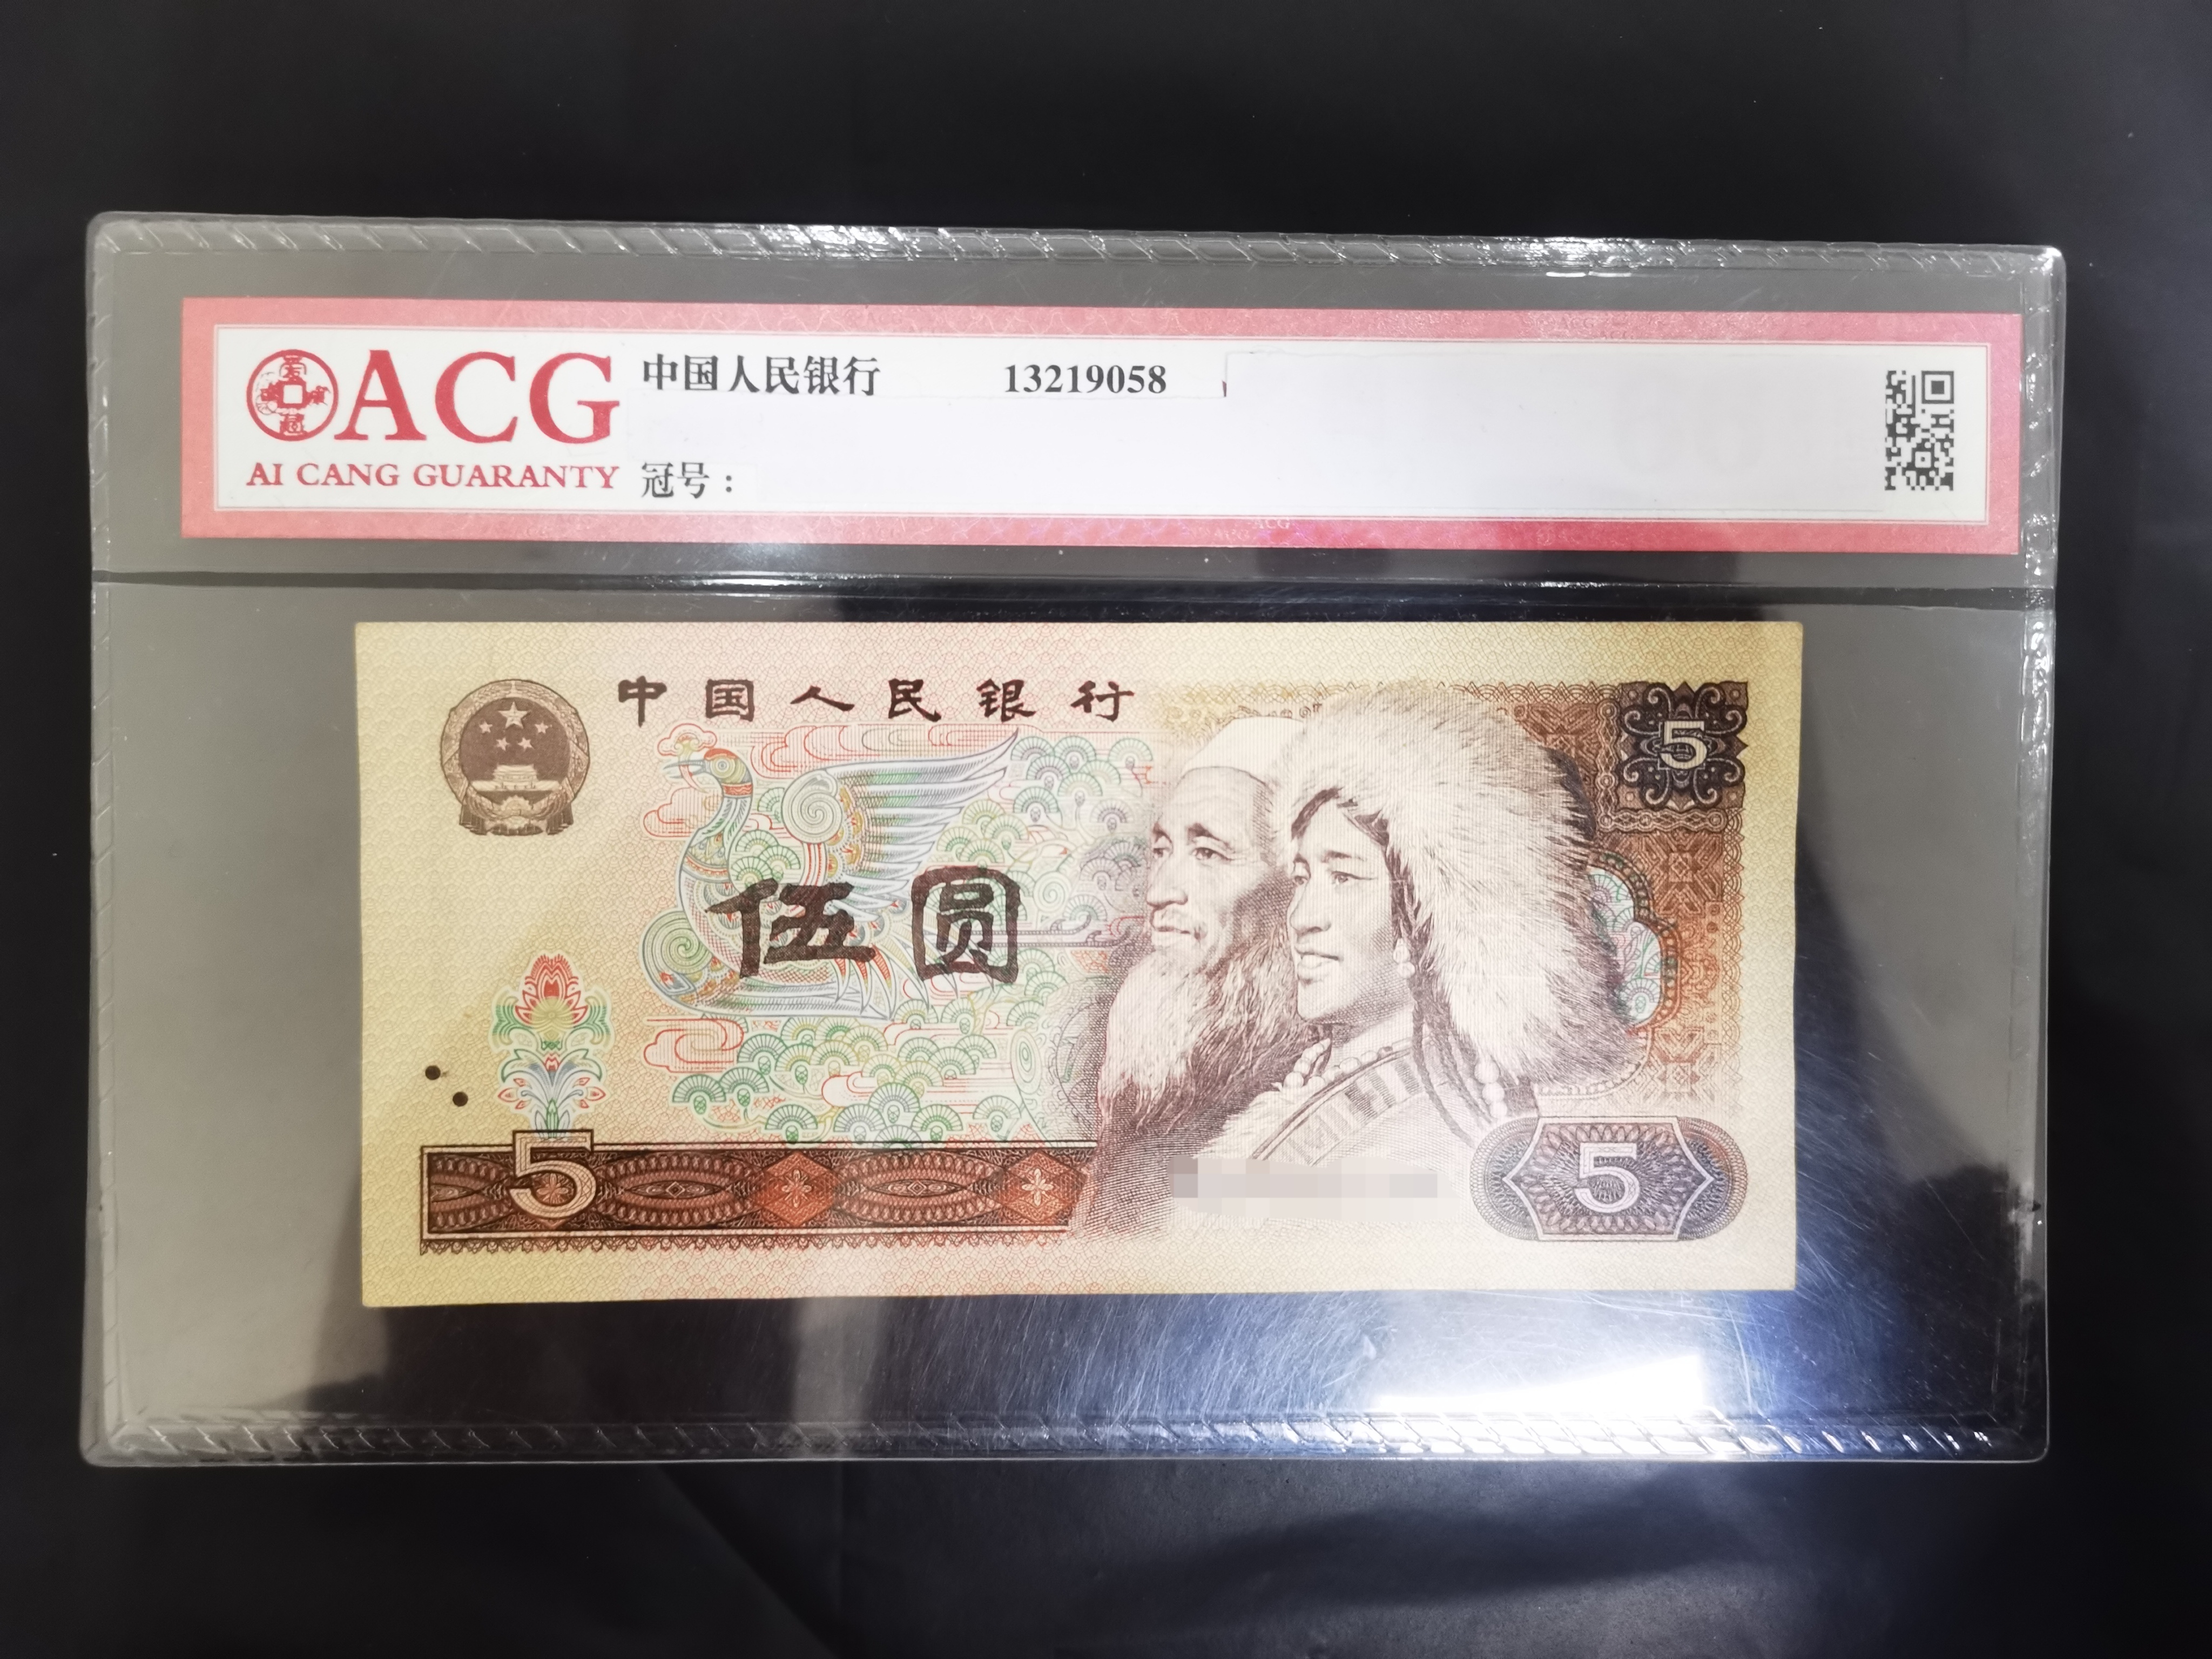 ACG
AI CANG GUARANTY
中国人民银行 13219058
冠号：
中国人民银行
5
伍圆
5
5